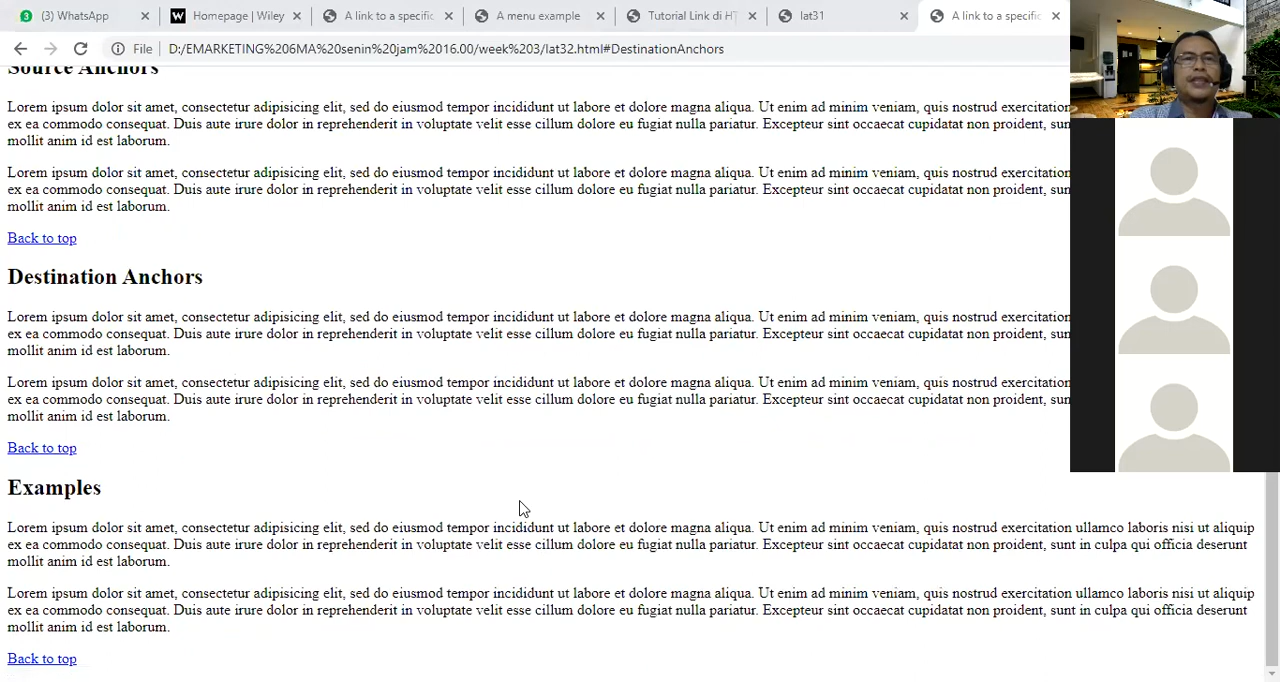 (3) WhatsApp
Homepage | Wiley
A link to a specific
A menu example
Tutorial Link di HT
lat31
A link to a specific
File
D:/EMARKETING%206MA%20senin%20jam%2016.00/week%203/lat32.html#DestinationAnchors
Source Anchors
Lorem ipsum dolor sit amet, consectetur adipisicing elit, sed do eiusmod tempor incididunt ut labore et dolore magna aliqua. Ut enim ad minim veniam, quis nostrud exercitation
ex ea commodo consequat. Duis aute irure dolor in reprehenderit in voluptate velit esse cillum dolore eu fugiat nulla pariatur. Excepteur sint occaecat cupidatat non proident, sun
mollit anim id est laborum.
Lorem ipsum dolor sit amet, consectetur adipisicing elit, sed do eiusmod tempor incididunt ut labore et dolore magna aliqua. Ut enim ad minim veniam, quis nostrud exercitation
ex ea commodo consequat. Duis aute irure dolor in reprehenderit in voluptate velit esse cillum dolore eu fugiat nulla pariatur. Excepteur sint occaecat cupidatat non proident, sun
mollit anim id est laborum.
Back to top
Destination Anchors
Lorem ipsum dolor sit amet, consectetur adipisicing elit, sed do eiusmod tempor incididunt ut labore et dolore magna aliqua. Ut enim ad minim veniam, quis nostrud exercitation
ex ea commodo consequat. Duis aute irure dolor in reprehenderit in voluptate velit esse cillum dolore eu fugiat nulla pariatur. Excepteur sint occaecat cupidatat non proident, sun
mollit anim id est laborum.
Lorem ipsum dolor sit amet, consectetur adipisicing elit, sed do eiusmod tempor incididunt ut labore et dolore magna aliqua. Ut enim ad minim veniam, quis nostrud exercitation
ex ea commodo consequat. Duis aute irure dolor in reprehenderit in voluptate velit esse cillum dolore eu fugiat nulla pariatur. Excepteur sint occaecat cupidatat non proident, sun
mollit anim id est laborum.
Back to top
Examples
Lorem ipsum dolor sit amet, consectetur adipisicing elit, sed do eiusmod tempor incididunt ut labore et dolore magna aliqua. Ut enim ad minim veniam, quis nostrud exercitation ullamco laboris nisi ut aliquip
ex ea commodo consequat. Duis aute irure dolor in reprehenderit in voluptate velit esse cillum dolore eu fugiat nulla pariatur. Excepteur sint occaecat cupidatat non proident, sunt in culpa qui officia deserunt
mollit anim id est laborum.
Lorem ipsum dolor sit amet, consectetur adipisicing elit, sed do eiusmod tempor incididunt ut labore et dolore magna aliqua. Ut enim ad minim veniam, quis nostrud exercitation ullamco laboris nisi ut aliquip
ex ea commodo consequat. Duis aute irure dolor in reprehenderit in voluptate velit esse cillum dolore eu fugiat nulla pariatur. Excepteur sint occaecat cupidatat non proident, sunt in culpa qui officia deserunt
mollit anim id est laborum.
Back to top